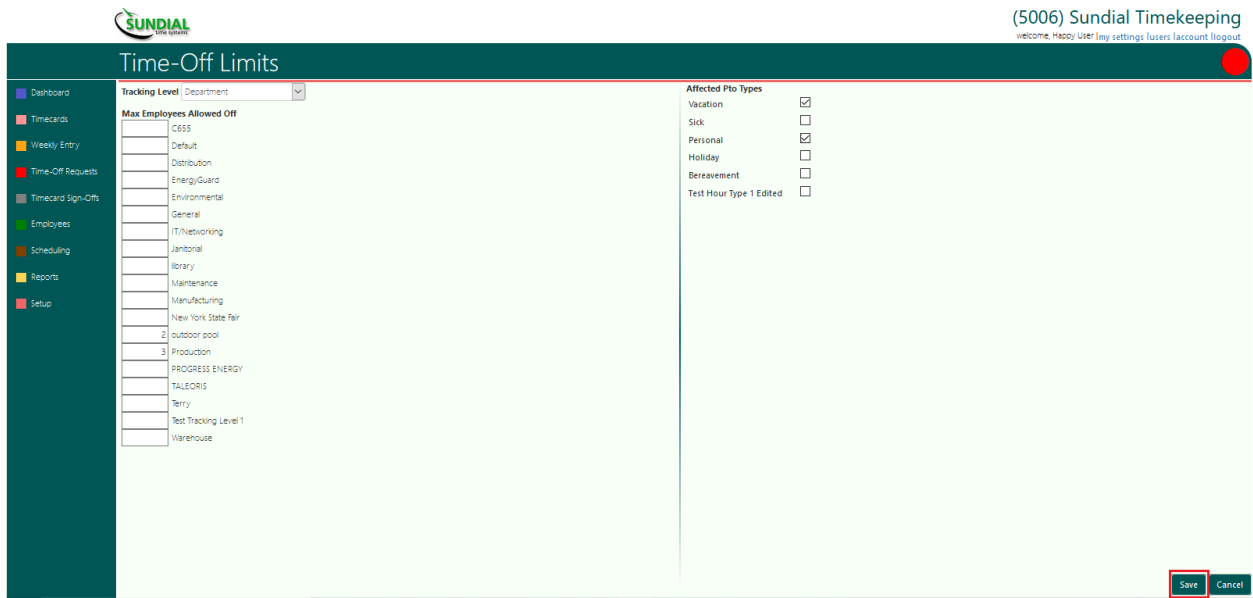 SUNDIAL
time systems
(5006) Sundial Timekeeping
welcome, Happy User |my settings |users |account |logout
Time-Off Limits
Dashboard
Timecards
Weekly Entry
Time-Off Requests
Timecard Sign-Offs
Employees
Scheduling
Reports
Setup
Tracking Level Department
Max Employees Allowed Off
C655
Default
Distribution
EnergyGuard
Environmental
General
IT/Networking
Janitorial
library
Maintenance
Manufacturing
New York State Fair
2 outdoor pool
3 Production
PROGRESS ENERGY
TALEORIS
Terry
Test Tracking Level 1
Warehouse
Affected Pto Types
Vacation
Sick
Personal
Holiday
Bereavement
Test Hour Type 1 Edited
Save Cancel